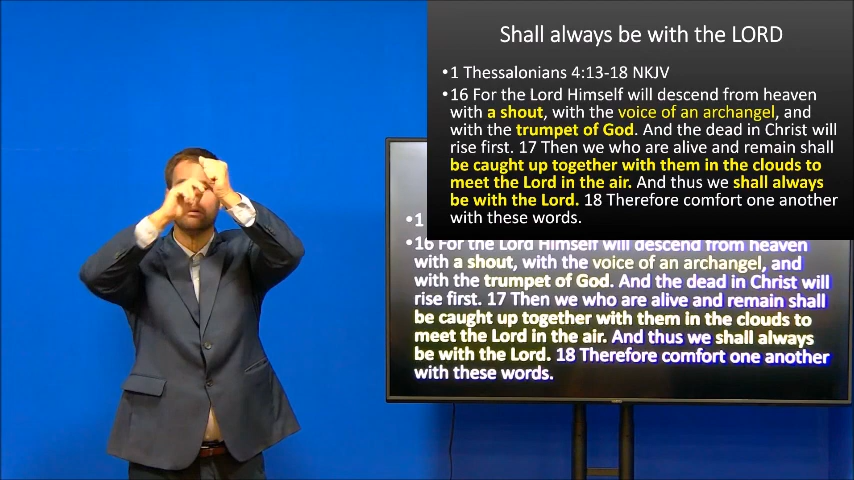 Shall always be with the LORD
•1 Thessalonians 4:13-18 NKJV
•16 For the Lord Himself will descend from heaven
with a shout, with the voice of an archangel, and
with the trumpet of God. And the dead in Christ will
rise first. 17 Then we who are alive and remain shall
be caught up together with them in the clouds to
meet the Lord in the air. And thus we shall always
be with the Lord. 18 Therefore comfort one another
with these words.
•1
•16 For the Lord Himself will descend from heaven
with a shout, with the voice of an archangel, and
with the trumpet of God. And the dead in Christ will
rise first. 17 Then we who are alive and remain shall
be caught up together with them in the clouds to
meet the Lord in the air. And thus we shall always
be with the Lord. 18 Therefore comfort one another
with these words.